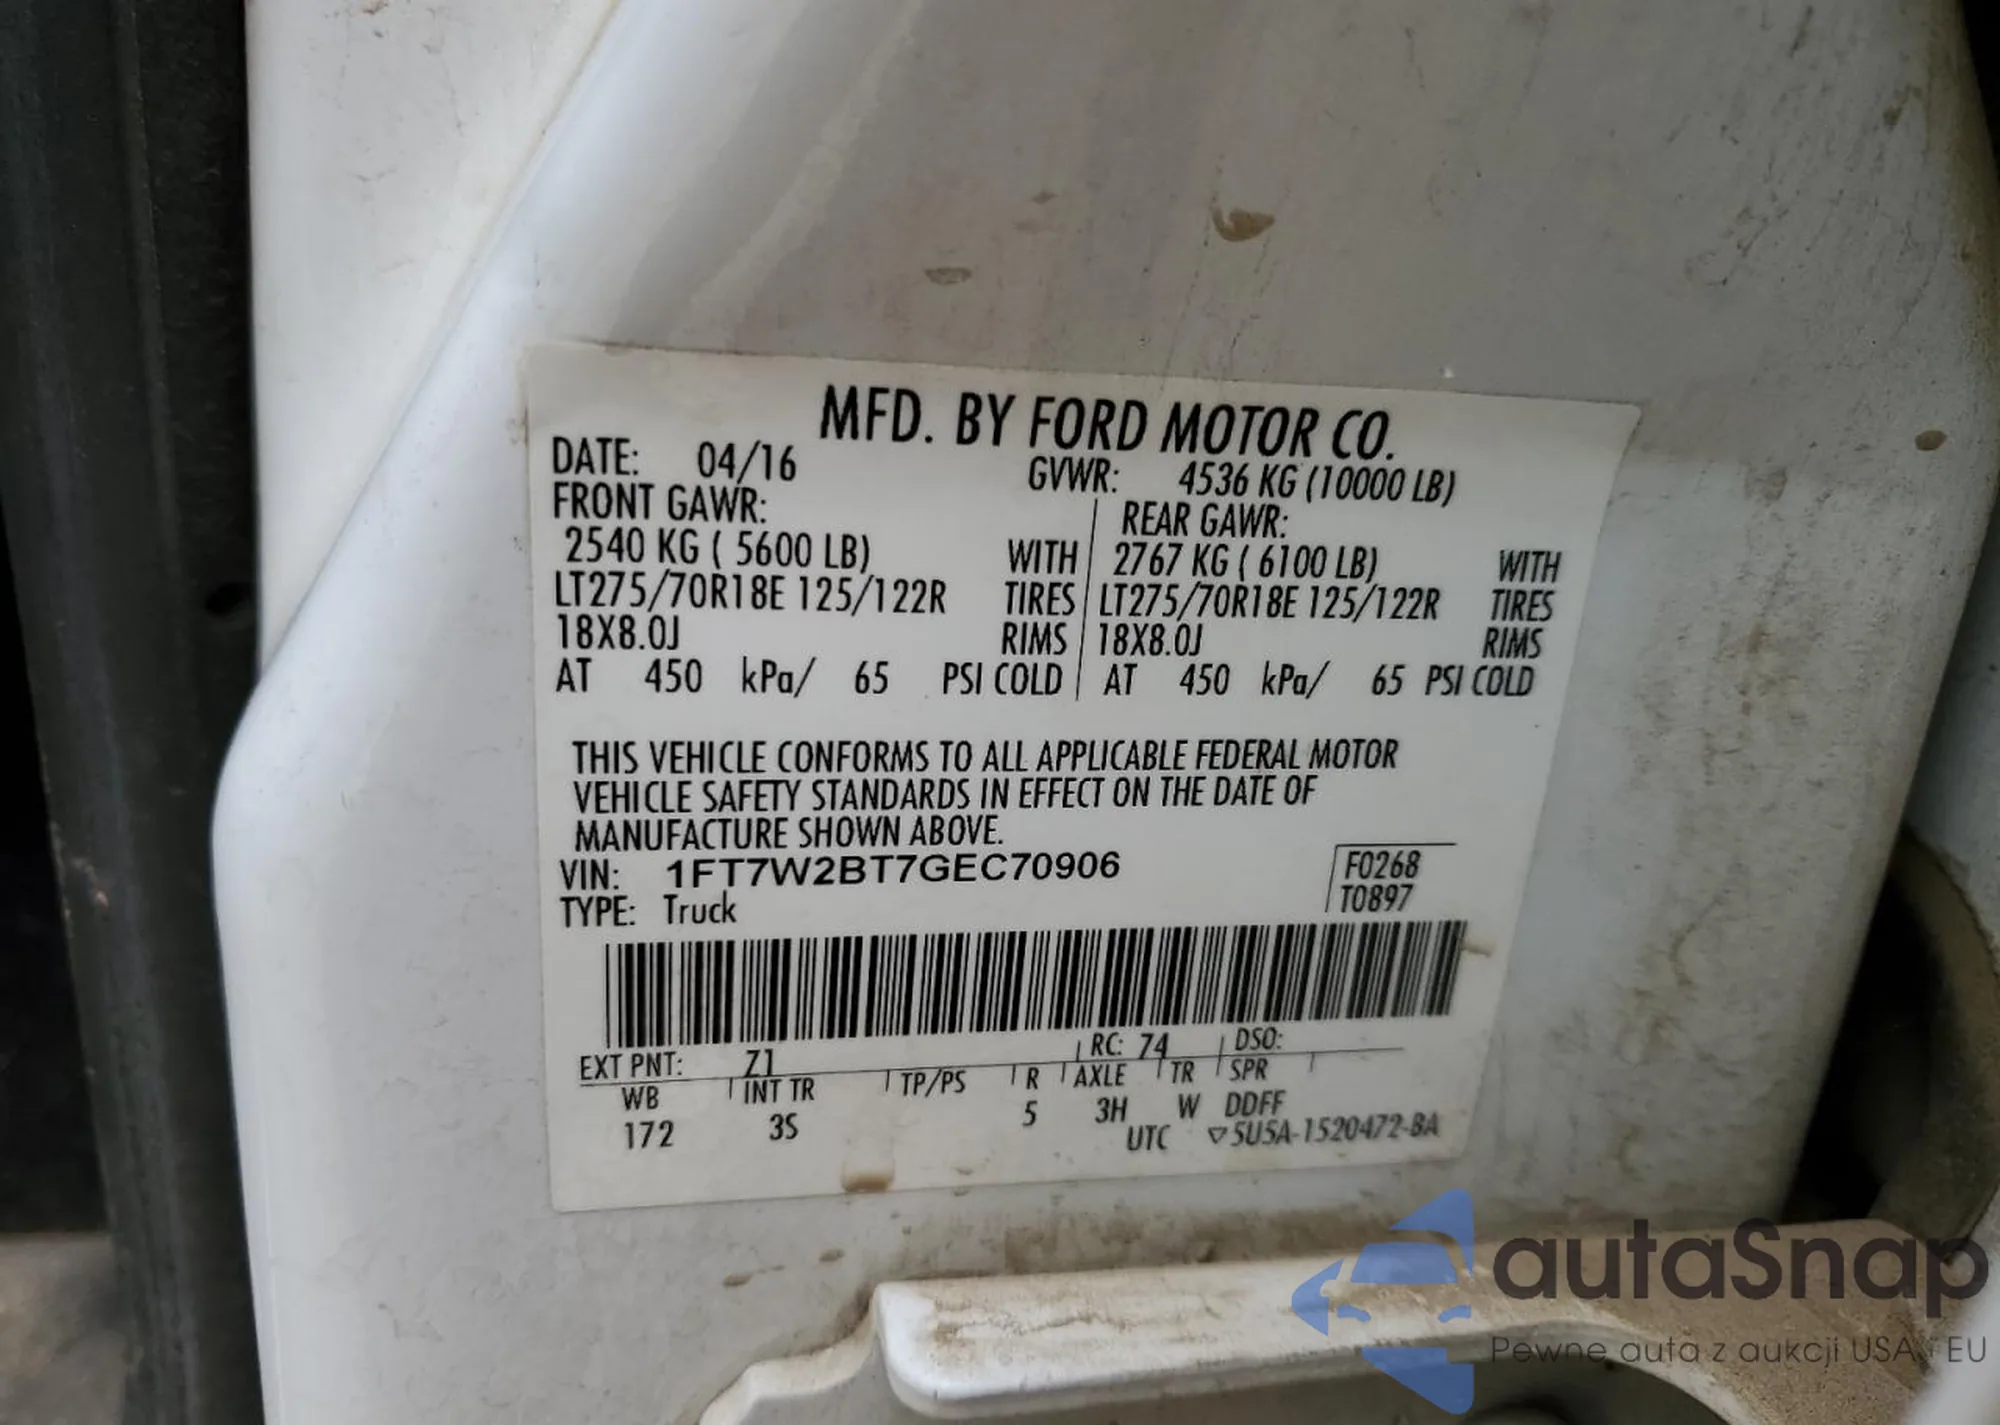 MFD. BY FORD MOTOR CO.
DATE: 04/16 GVWR: 4536 KG (10000 LB)
FRONT GAWR: REAR GAWR:
2540 KG ( 5600 LB) WITH 2767 KG ( 6100 LB) WITH
LT275/70R18E 125/122R TIRES LT275/70R18E 125/122R TIRES
18X8.0J RIMS 18X8.0J RIMS
AT 450 kPa/ 65 PSI COLD AT 450 kPa/ 65 PSI COLD
THIS VEHICLE CONFORMS TO ALL APPLICABLE FEDERAL MOTOR
VEHICLE SAFETY STANDARDS IN EFFECT ON THE DATE OF
MANUFACTURE SHOWN ABOVE.
VIN: 1FT7W2BT7GEC70906 F0268
TYPE: Truck T0897
EXT PNT: Z1 RC: 74 DSO:
WB INT TR TP/PS R AXLE TR SPR
172 3S 5 3H W DDFF
UTC ▽5U5A-1520472-BA
autaSnap
Pewne auta z aukcji USA i EU